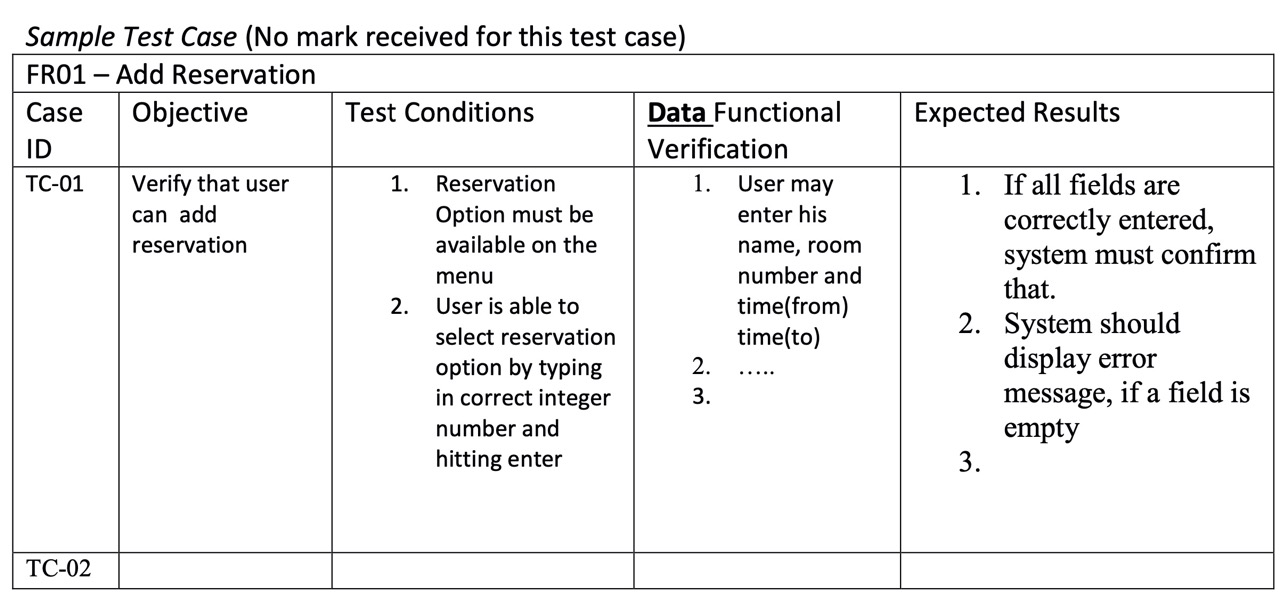 Sample Test Case (No mark received for this test case)
FR01 – Add Reservation
Case
ID
Objective
Test Conditions
Data Functional
Verification
Expected Results
TC-01
Verify that user
can add
reservation
1. Reservation
Option must be
available on the
menu
2. User is able to
select reservation
option by typing
in correct integer
number and
hitting enter
1. User may
enter his
name, room
number and
time(from)
time(to)
2. …..
3.
1. If all fields are
correctly entered,
system must confirm
that.
2. System should
display error
message, if a field is
empty
3.
TC-02